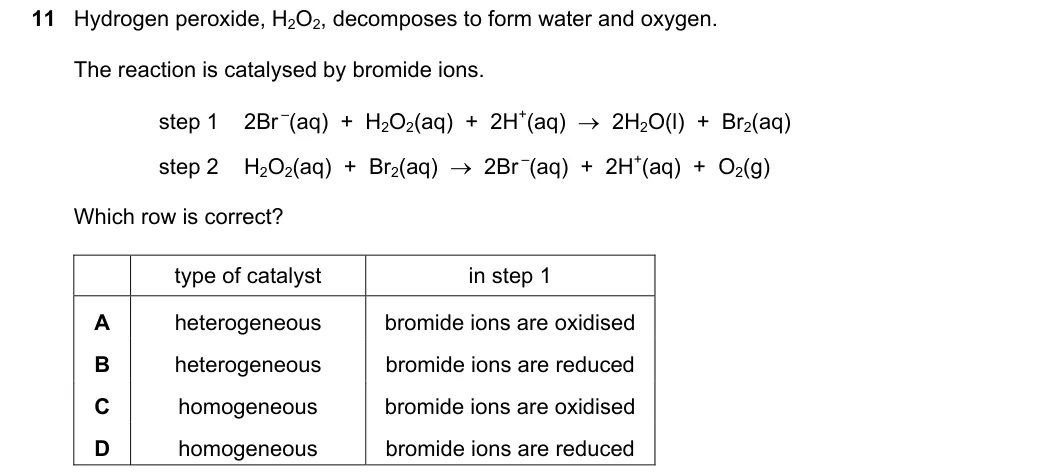 11 Hydrogen peroxide, H₂O₂, decomposes to form water and oxygen.
The reaction is catalysed by bromide ions.
step 1 2Br⁻(aq) + H₂O₂(aq) + 2H⁺(aq) → 2H₂O(l) + Br₂(aq)
step 2 H₂O₂(aq) + Br₂(aq) → 2Br⁻(aq) + 2H⁺(aq) + O₂(g)
Which row is correct?
type of catalyst in step 1
A heterogeneous bromide ions are oxidised
B heterogeneous bromide ions are reduced
C homogeneous bromide ions are oxidised
D homogeneous bromide ions are reduced